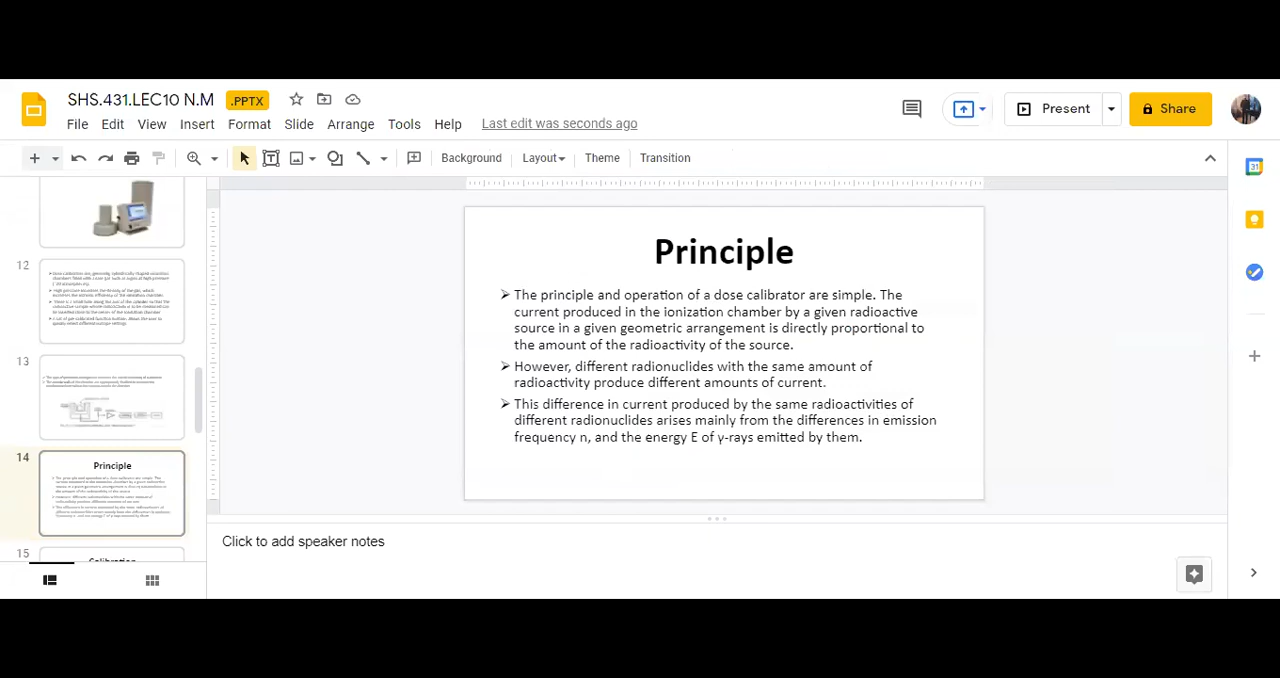 SHS.431.LEC10 N.M .PPTX
Present
Share
File Edit View Insert Format Slide Arrange Tools Help Last edit was seconds ago
Background Layout Theme Transition
31
12
13
14
Principle
15
Calibration
Principle
➢ The principle and operation of a dose calibrator are simple. The
current produced in the ionization chamber by a given radioactive
source in a given geometric arrangement is directly proportional to
the amount of the radioactivity of the source.
➢ However, different radionuclides with the same amount of
radioactivity produce different amounts of current.
➢ This difference in current produced by the same radioactivities of
different radionuclides arises mainly from the differences in emission
frequency n, and the energy E of γ-rays emitted by them.
Click to add speaker notes